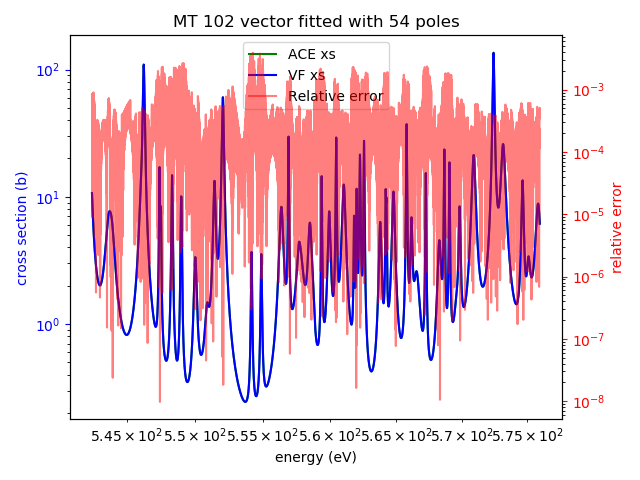 MT 102 vector fitted with 54 poles
ACE xs
VF xs
Relative error
cross section (b)
10²
10¹
10⁰
relative error
10⁻³
10⁻⁴
10⁻⁵
10⁻⁶
10⁻⁷
10⁻⁸
5.45 × 10² 5.5 × 10² 5.55 × 10² 5.6 × 10² 5.65 × 10² 5.7 × 10² 5.75 × 10²
energy (eV)